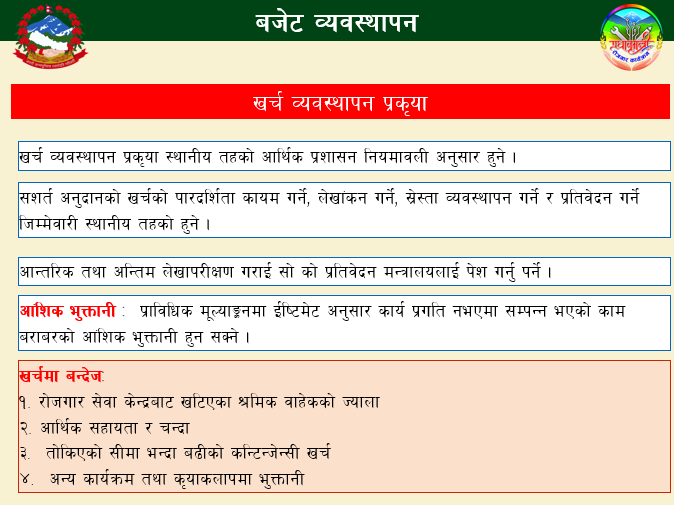 बजेट व्यवस्थापन
खर्च व्यवस्थापन प्रकृया
खर्च व्यवस्थापन प्रकृया स्थानीय तहको आर्थिक प्रशासन नियमावली अनुसार हुने ।
सशर्त अनुदानको खर्चको पारदर्शिता कायम गर्ने, लेखांकन गर्ने, स्रेस्ता व्यवस्थापन गर्ने र प्रतिवेदन गर्ने
जिम्मेवारी स्थानीय तहको हुने ।
आन्तरिक तथा अन्तिम लेखापरीक्षण गराई सो को प्रतिवेदन मन्त्रालयलाई पेश गर्नु पर्ने ।
आंशिक भुक्तानी : प्राविधिक मूल्याङ्कनमा ईष्टिमेट अनुसार कार्य प्रगति नभएमा सम्पन्न भएको काम
बराबरको आंशिक भुक्तानी हुन सक्ने ।
खर्चमा बन्देज:
१. रोजगार सेवा केन्द्रबाट खटिएका श्रमिक वाहेकको ज्याला
२. आर्थिक सहायता र चन्दा
३. तोकिएको सीमा भन्दा बढीको कन्टिन्जेन्सी खर्च
४. अन्य कार्यक्रम तथा कृयाकलापमा भुक्तानी